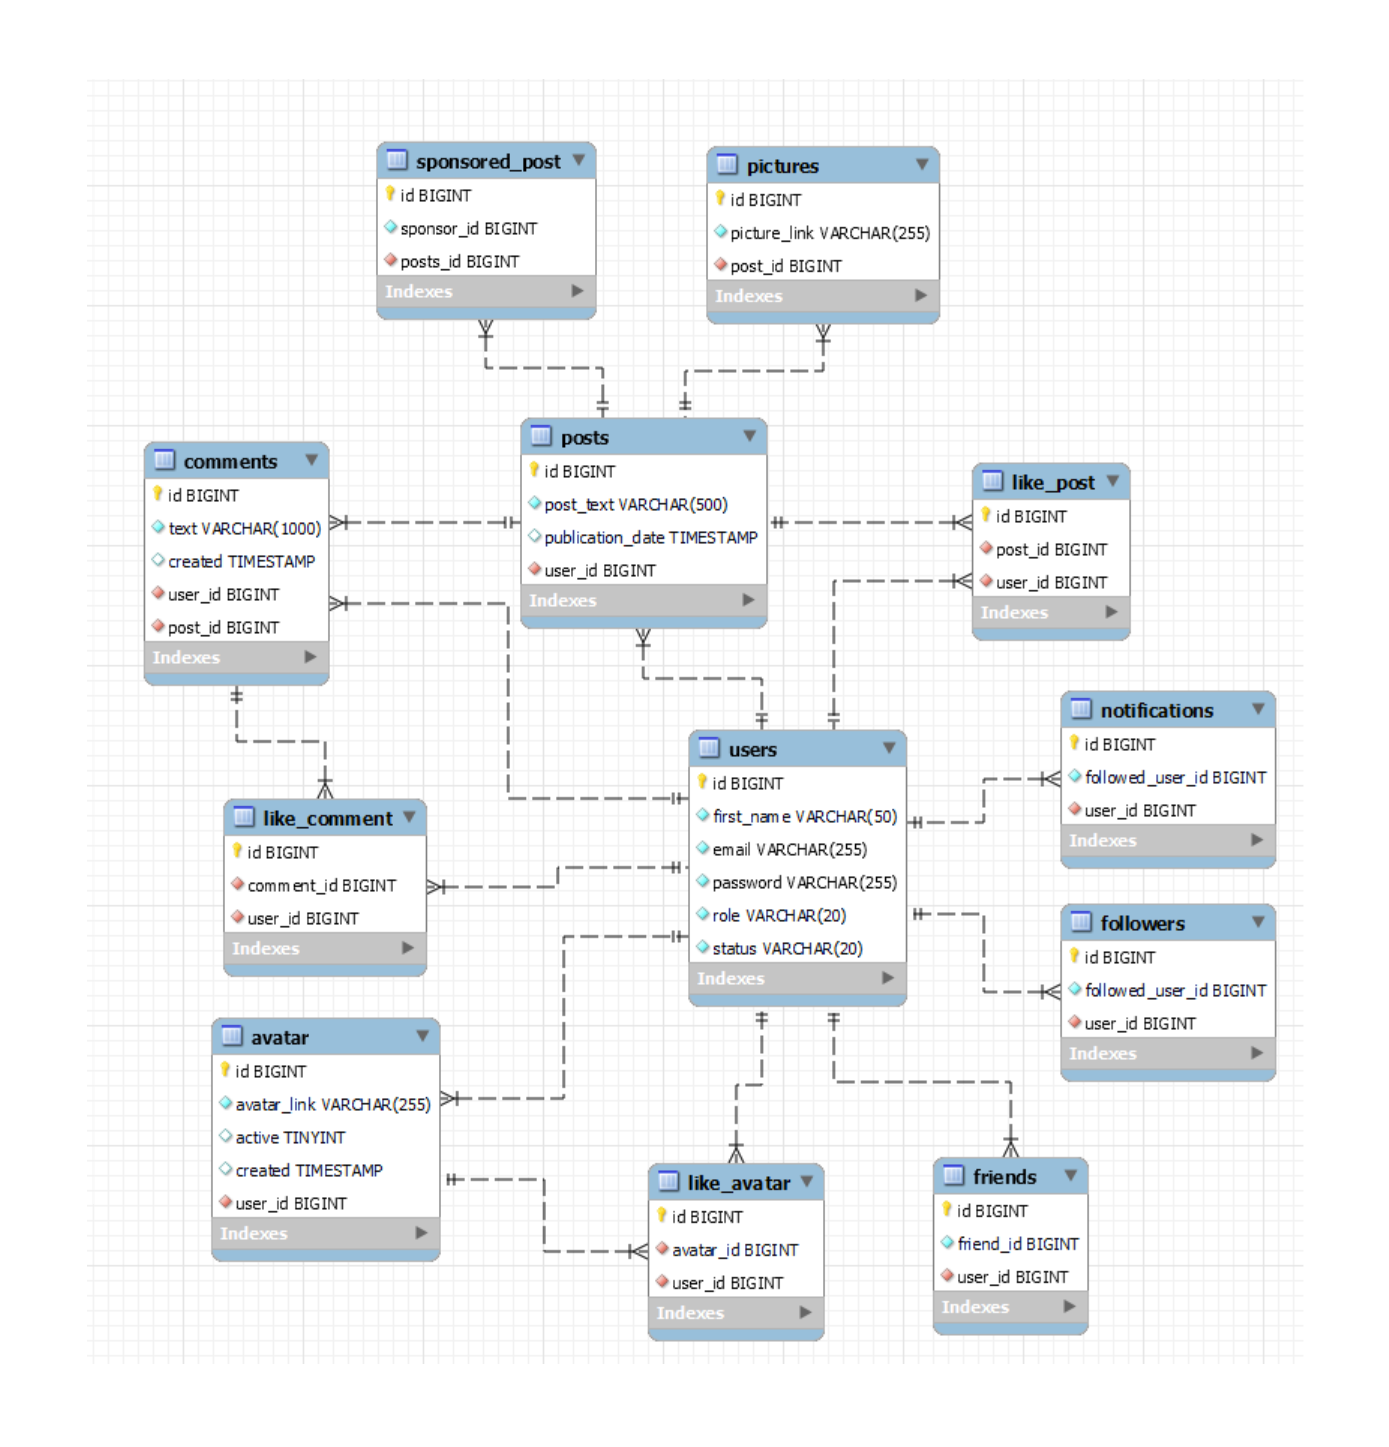 sponsored_post
id BIGINT
sponsor_id BIGINT
posts_id BIGINT
Indexes
pictures
id BIGINT
picture_link VARCHAR(255)
post_id BIGINT
Indexes
posts
id BIGINT
post_text VARCHAR(500)
publication_date TIMESTAMP
user_id BIGINT
Indexes
comments
id BIGINT
text VARCHAR(1000)
created TIMESTAMP
user_id BIGINT
post_id BIGINT
Indexes
like_post
id BIGINT
post_id BIGINT
user_id BIGINT
Indexes
notifications
id BIGINT
followed_user_id BIGINT
user_id BIGINT
Indexes
users
id BIGINT
first_name VARCHAR(50)
email VARCHAR(255)
password VARCHAR(255)
role VARCHAR(20)
status VARCHAR(20)
Indexes
like_comment
id BIGINT
comment_id BIGINT
user_id BIGINT
Indexes
followers
id BIGINT
followed_user_id BIGINT
user_id BIGINT
Indexes
avatar
id BIGINT
avatar_link VARCHAR(255)
active TINYINT
created TIMESTAMP
user_id BIGINT
Indexes
like_avatar
id BIGINT
avatar_id BIGINT
user_id BIGINT
Indexes
friends
id BIGINT
friend_id BIGINT
user_id BIGINT
Indexes